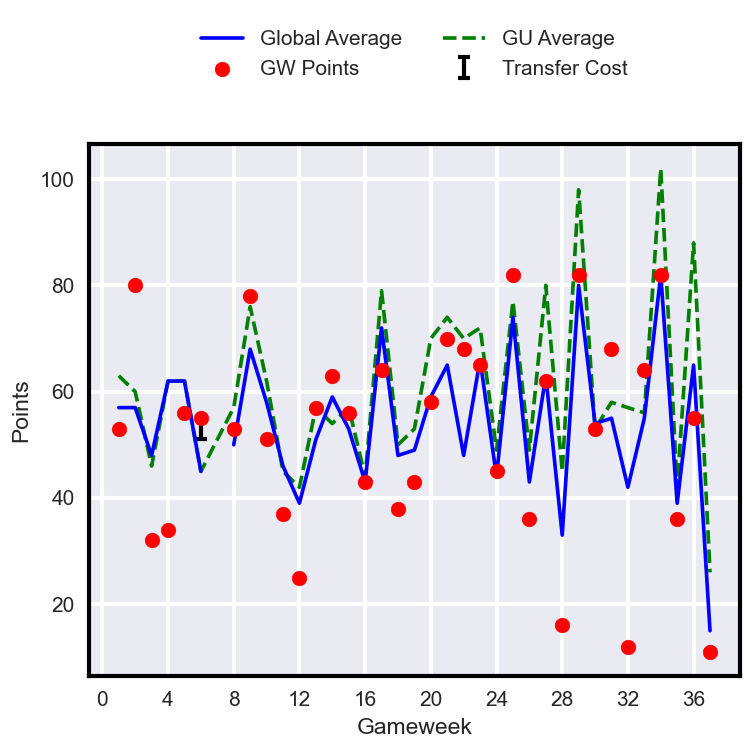 Global Average
GU Average
GW Points
Transfer Cost
100
80
60
40
20
Points
0 4 8 12 16 20 24 28 32 36
Gameweek